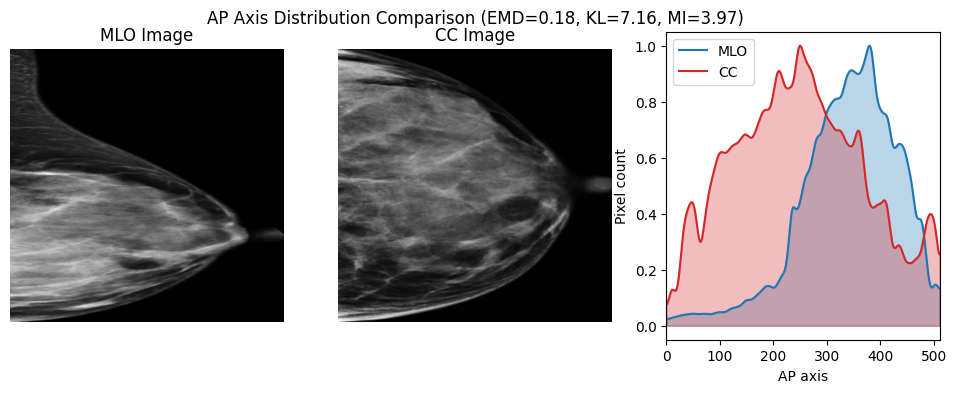 AP Axis Distribution Comparison (EMD=0.18, KL=7.16, MI=3.97)
MLO Image
CC Image
MLO
CC
Pixel count
1.0
0.8
0.6
0.4
0.2
0.0
0 100 200 300 400 500
AP axis